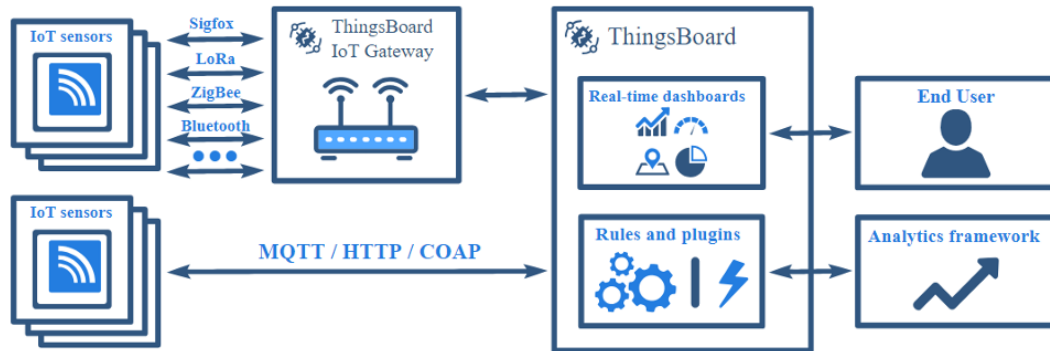 IoT sensors
Sigfox
LoRa
ZigBee
Bluetooth
ThingsBoard
IoT Gateway
ThingsBoard
Real-time dashboards
End User
IoT sensors
MQTT / HTTP / COAP
Rules and plugins
Analytics framework